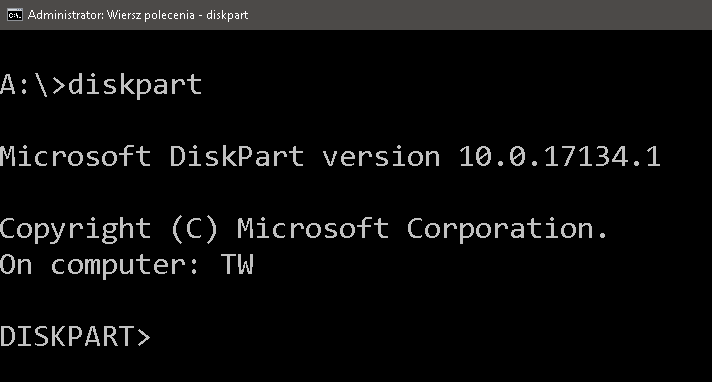 Administrator: Wiersz polecenia - diskpart
A:\>diskpart
Microsoft DiskPart version 10.0.17134.1
Copyright (C) Microsoft Corporation.
On computer: TW
DISKPART>